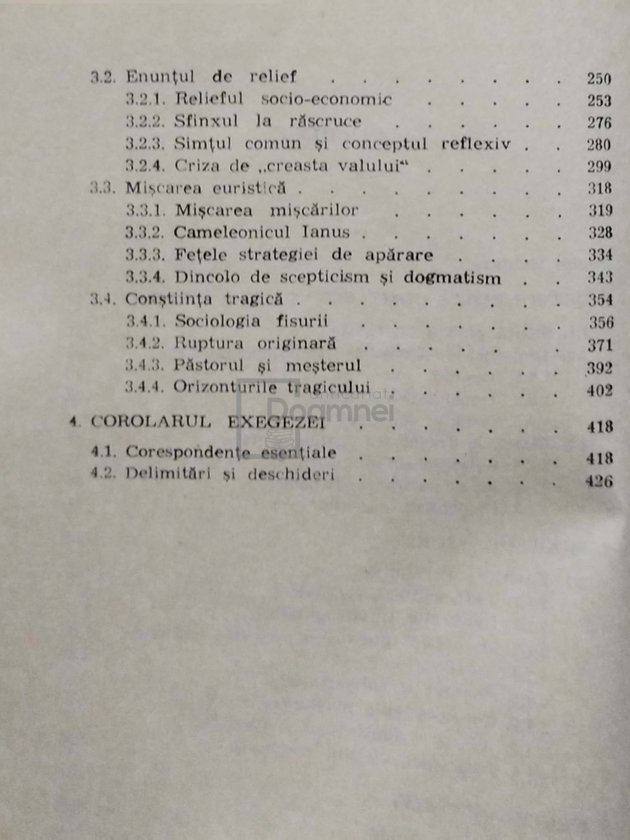 3.2. Enunțul de relief . . . . . . . . 250
3.2.1. Relieful socio-economic . . . . . 253
3.2.2. Sfinxul la răscruce . . . . . . 276
3.2.3. Simțul comun și conceptul reflexiv . . 280
3.2.4. Criza de „creasta valului“ . . . . . 299
3.3. Mișcarea euristică . . . . . . . . . 318
3.3.1. Mișcarea mișcărilor . . . . . . 319
3.3.2. Cameleonicul Ianus . . . . . . . 328
3.3.3. Fețele strategiei de apărare . . . . 334
3.3.4. Dincolo de scepticism și dogmatism . . 343
3.4. Conștiința tragică . . . . . . . . . 354
3.4.1. Sociologia fisurii . . . . . . . 356
3.4.2. Ruptura originară . . . . . . 371
3.4.3. Păstorul și meșterul . . . . . . 392
3.4.4. Orizonturile tragicului . . . . . . 402
Anticariat
Doamnei
4. COROLARUL EXEGEZEI . . . . . . . 418
4.1. Corespondențe esențiale . . . . . . . 418
4.2. Delimitări și deschideri . . . . . . . 426